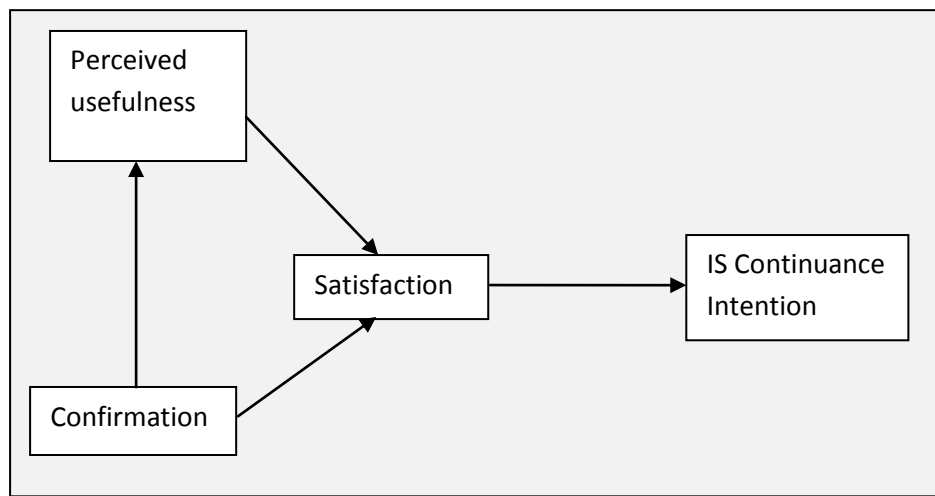 Perceived
usefulness
Satisfaction
IS Continuance
Intention
Confirmation